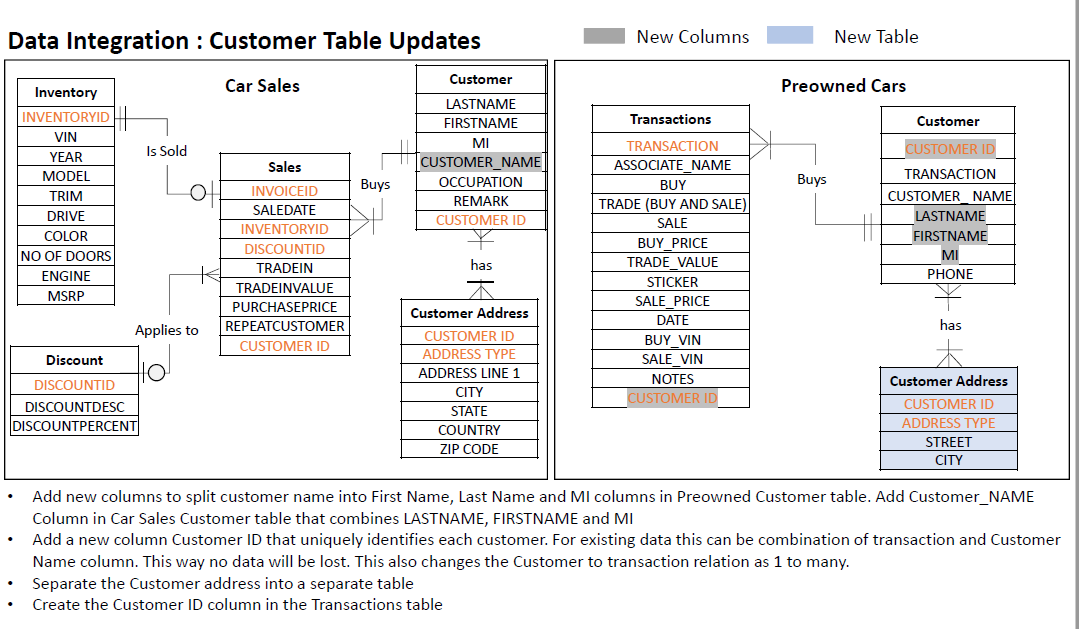 Data Integration : Customer Table Updates
New Columns
New Table
Car Sales
Inventory
INVENTORYID
VIN
YEAR
MODEL
TRIM
DRIVE
COLOR
NO OF DOORS
ENGINE
MSRP
Is Sold
Sales
INVOICEID
SALEDATE
INVENTORYID
DISCOUNTID
TRADEIN
TRADEINVALUE
PURCHASEPRICE
REPEATCUSTOMER
CUSTOMER ID
Buys
Customer
LASTNAME
FIRSTNAME
MI
CUSTOMER_NAME
OCCUPATION
REMARK
CUSTOMER ID
has
Customer Address
CUSTOMER ID
ADDRESS TYPE
ADDRESS LINE 1
CITY
STATE
COUNTRY
ZIP CODE
Applies to
Discount
DISCOUNTID
DISCOUNTDESC
DISCOUNTPERCENT
Preowned Cars
Transactions
TRANSACTION
ASSOCIATE_NAME
BUY
TRADE (BUY AND SALE)
SALE
BUY_PRICE
TRADE_VALUE
STICKER
SALE_PRICE
DATE
BUY_VIN
SALE_VIN
NOTES
CUSTOMER ID
Buys
Customer
CUSTOMER ID
TRANSACTION
CUSTOMER_ NAME
LASTNAME
FIRSTNAME
MI
PHONE
has
Customer Address
CUSTOMER ID
ADDRESS TYPE
STREET
CITY
• Add new columns to split customer name into First Name, Last Name and MI columns in Preowned Customer table. Add Customer_NAME
Column in Car Sales Customer table that combines LASTNAME, FIRSTNAME and MI
• Add a new column Customer ID that uniquely identifies each customer. For existing data this can be combination of transaction and Customer
Name column. This way no data will be lost. This also changes the Customer to transaction relation as 1 to many.
• Separate the Customer address into a separate table
• Create the Customer ID column in the Transactions table